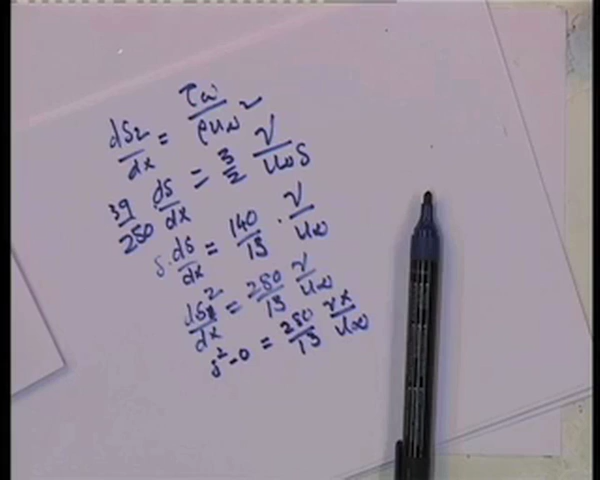 dδ₂/dx = τω/ρu∞²
39/250 dδ/dx = 3/2 ν/u∞δ
δ.dδ/dx = 140/13 . ν/u∞
dδ²/dx = 280/13 ν/u∞
δ²-0 = 280/13 νx/u∞